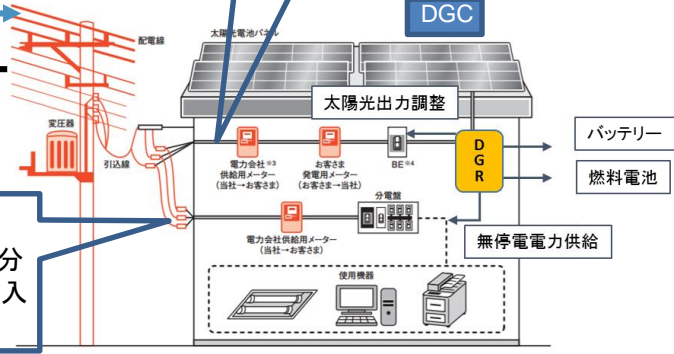 DGC
配電線
太陽光電池パネル
太陽光出力調整
変圧器
引込線
電力会社※3
供給用メーター
(当社→お客さま)
お客さま
発電用メーター
(お客さま→当社)
BE※4
DGR
バッテリー
燃料電池
分電盤
電力会社供給用メーター
(当社→お客さま)
無停電電力供給
分
入
使用機器